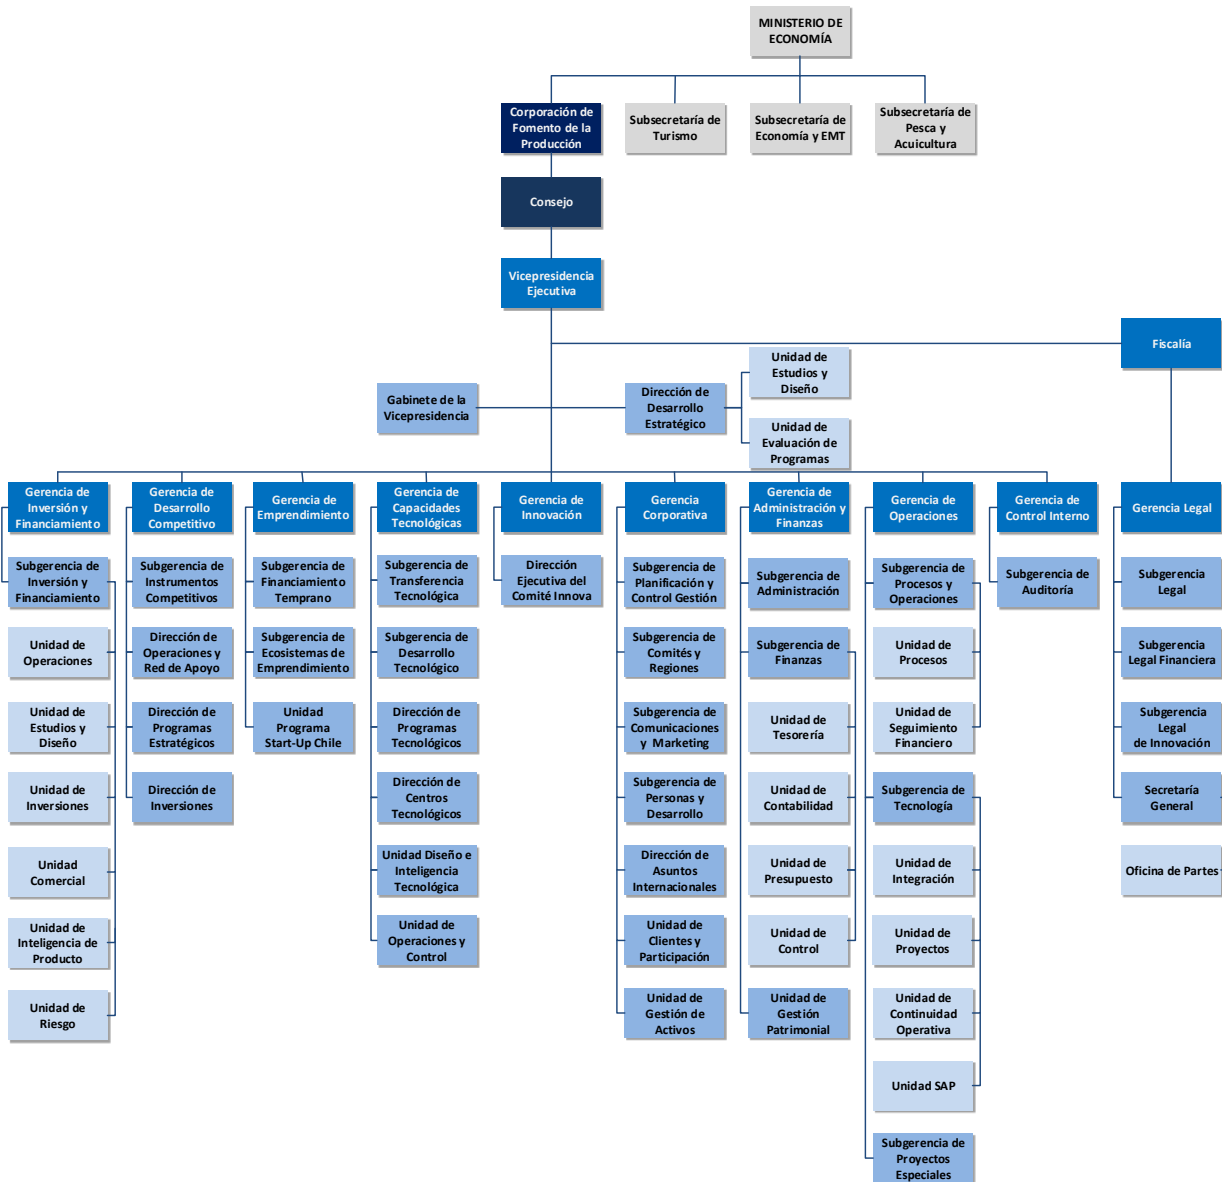 MINISTERIO DE
ECONOMÍA
Corporación de
Fomento de la
Producción
Subsecretaría de
Turismo
Subsecretaría de
Economía y EMT
Subsecretaría de
Pesca y
Acuicultura
Consejo
Vicepresidencia
Ejecutiva
Fiscalía
Gabinete de la
Vicepresidencia
Dirección de
Desarrollo
Estratégico
Unidad de
Estudios y
Diseño
Unidad de
Evaluación de
Programas
Gerencia de
Inversión y
Financiamiento
Subgerencia de
Inversión y
Financiamiento
Unidad de
Operaciones
Unidad de
Estudios y
Diseño
Unidad de
Inversiones
Unidad
Comercial
Unidad de
Inteligencia de
Producto
Unidad de
Riesgo
Gerencia de
Desarrollo
Competitivo
Subgerencia de
Instrumentos
Competitivos
Dirección de
Operaciones y
Red de Apoyo
Dirección de
Programas
Estratégicos
Dirección de
Inversiones
Gerencia de
Emprendimiento
Subgerencia de
Financiamiento
Temprano
Subgerencia de
Ecosistemas de
Emprendimiento
Unidad
Programa
Start-Up Chile
Gerencia de
Capacidades
Tecnológicas
Subgerencia de
Transferencia
Tecnológica
Subgerencia de
Desarrollo
Tecnológico
Dirección de
Programas
Tecnológicos
Dirección de
Centros
Tecnológicos
Unidad Diseño e
Inteligencia
Tecnológica
Unidad de
Operaciones y
Control
Gerencia de
Innovación
Dirección
Ejecutiva del
Comité Innova
Gerencia
Corporativa
Subgerencia de
Planificación y
Control Gestión
Subgerencia de
Comités y
Regiones
Subgerencia de
Comunicaciones
y Marketing
Subgerencia de
Personas y
Desarrollo
Dirección de
Asuntos
Internacionales
Unidad de
Clientes y
Participación
Unidad de
Gestión de
Activos
Gerencia de
Administración y
Finanzas
Subgerencia de
Administración
Subgerencia de
Finanzas
Unidad de
Tesorería
Unidad de
Contabilidad
Unidad de
Presupuesto
Unidad de
Control
Unidad de
Gestión
Patrimonial
Gerencia de
Operaciones
Subgerencia de
Procesos y
Operaciones
Unidad de
Procesos
Unidad de
Seguimiento
Financiero
Subgerencia de
Tecnología
Unidad de
Integración
Unidad de
Proyectos
Unidad de
Continuidad
Operativa
Unidad SAP
Subgerencia de
Proyectos
Especiales
Gerencia de
Control Interno
Subgerencia de
Auditoría
Gerencia Legal
Subgerencia
Legal
Subgerencia
Legal Financiera
Subgerencia
Legal
de Innovación
Secretaría
General
Oficina de Partes